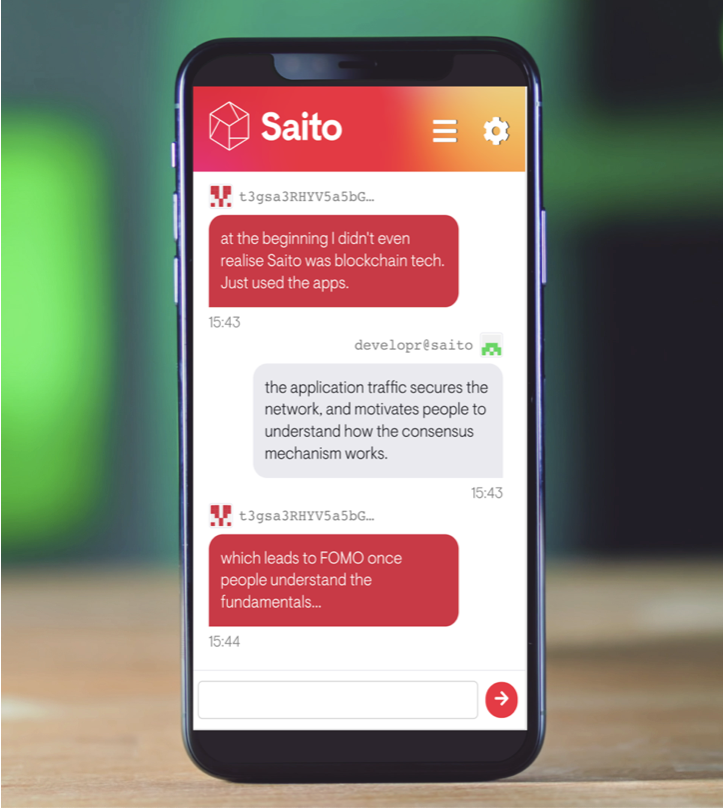 Saito
t3gsa3RHYV5a5bG…
at the beginning I didn't even
realise Saito was blockchain tech.
Just used the apps.
15:43
developr@saito
the application traffic secures the
network, and motivates people to
understand how the consensus
mechanism works.
15:43
t3gsa3RHYV5a5bG…
which leads to FOMO once
people understand the
fundamentals...
15:44